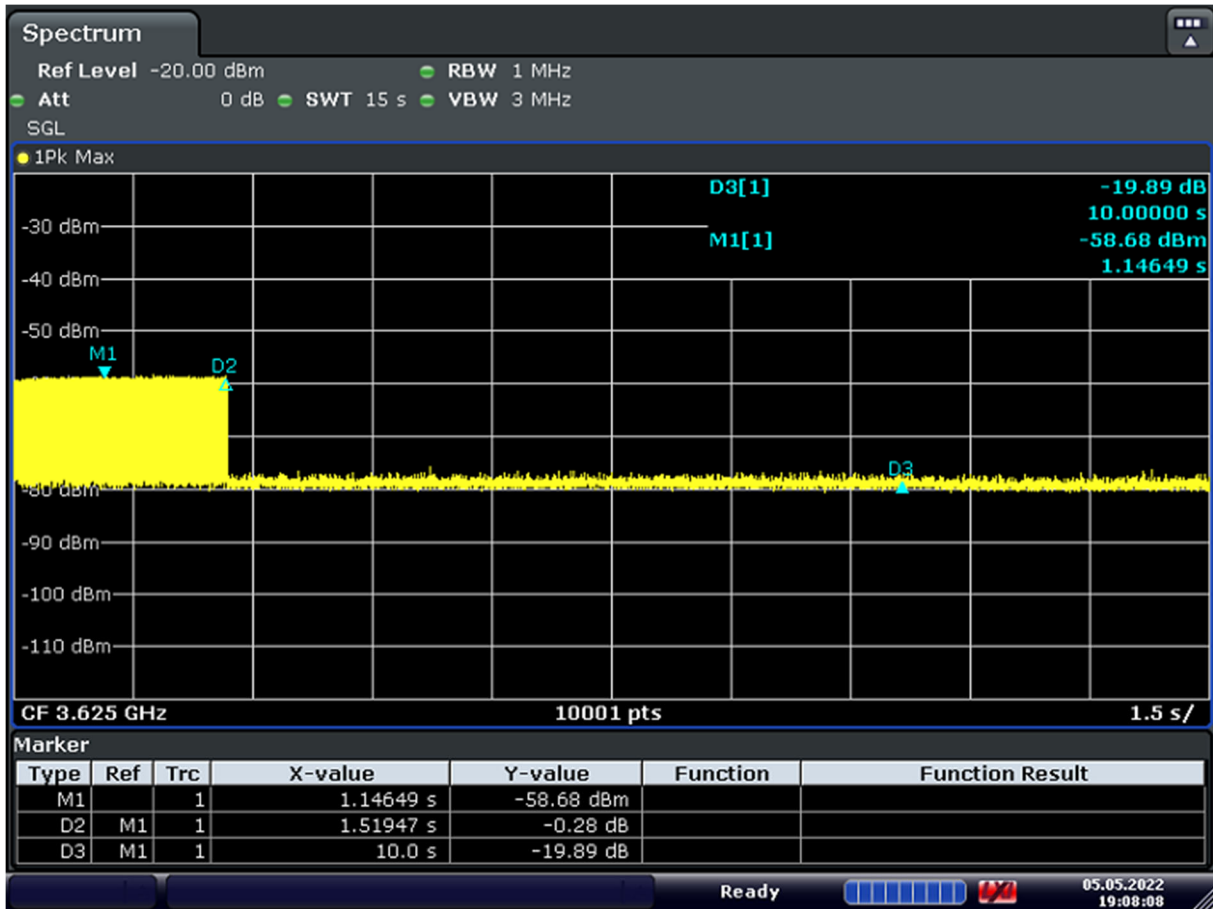 Spectrum
Ref Level -20.00 dBm RBW 1 MHz
Att 0 dB SWT 15 s VBW 3 MHz
SGL
1Pk Max
D3[1] -19.89 dB
10.00000 s
-30 dBm
M1[1] -58.68 dBm
1.14649 s
-40 dBm
-50 dBm
M1
D2
D3
-80 dBm
-90 dBm
-100 dBm
-110 dBm
CF 3.625 GHz 10001 pts 1.5 s/
Marker
Type Ref Trc X-value Y-value Function Function Result
M1 1 1.14649 s -58.68 dBm
D2 M1 1 1.51947 s -0.28 dB
D3 M1 1 10.0 s -19.89 dB
Ready 05.05.2022
19:08:08